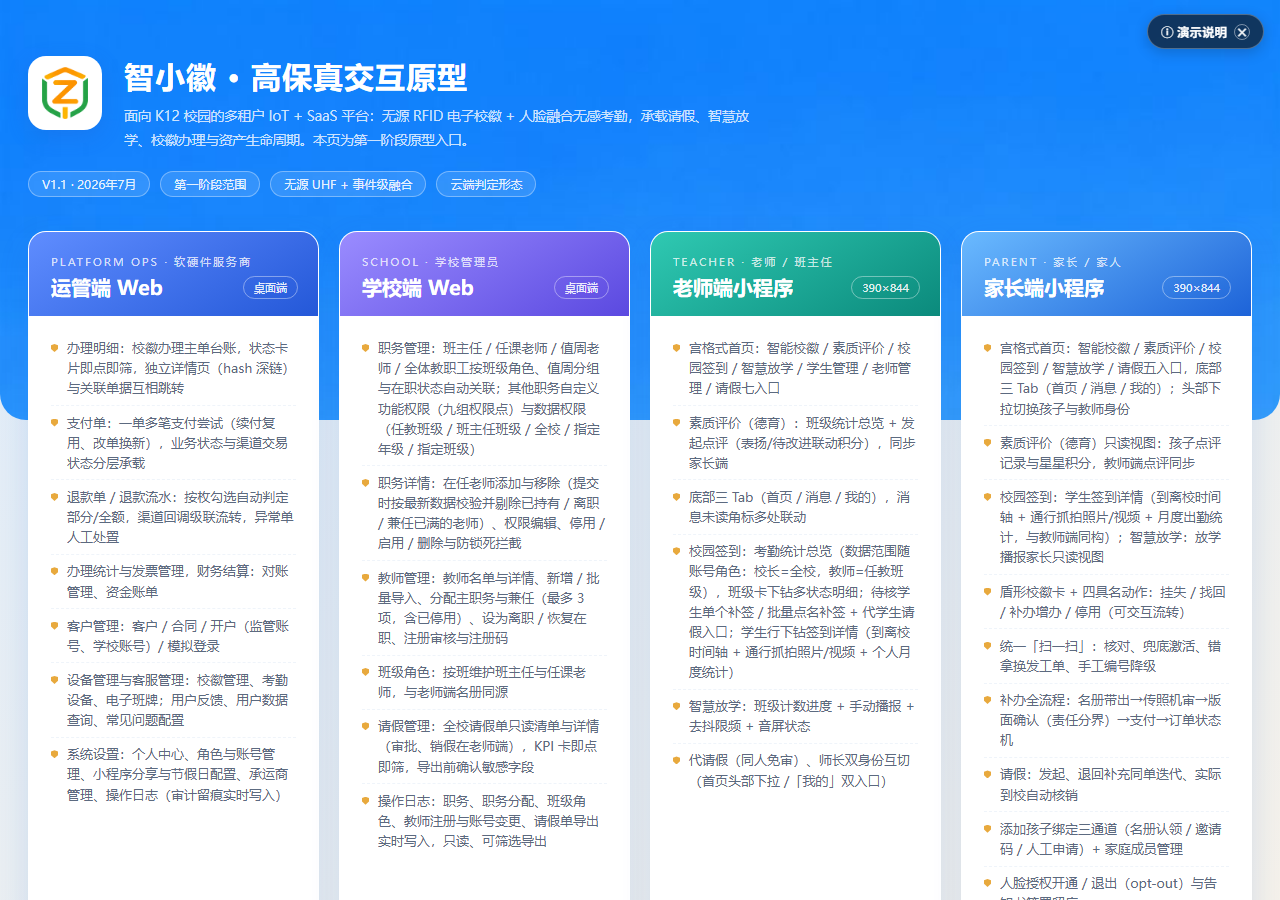 演示说明
智小徽 · 高保真交互原型
面向 K12 校园的多租户 IoT + SaaS 平台：无源 RFID 电子校徽 + 人脸融合无感考勤，承载请假、智慧放
学、校徽办理与资产生命周期。本页为第一阶段原型入口。
V1.1 · 2026年7月
第一阶段范围
无源 UHF + 事件级融合
云端判定形态
PLATFORM OPS · 软硬件服务商
运管端 Web
桌面端
办理明细：校徽办理主单台账，状态卡
片即点即筛，独立详情页（hash 深链）
与关联单据互相跳转
支付单：一单多笔支付尝试（续付复
用、改单换新），业务状态与渠道交易
状态分层承载
退款单 / 退款流水：按枚勾选自动判定
部分/全额，渠道回调级联流转，异常单
人工处置
办理统计与发票管理，财务结算：对账
管理、资金账单
客户管理：客户 / 合同 / 开户（监管账
号、学校账号）/ 模拟登录
设备管理与客服管理：校徽管理、考勤
设备、电子班牌；用户反馈、用户数据
查询、常见问题配置
系统设置：个人中心、角色与账号管
理、小程序分享与节假日配置、承运商
管理、操作日志（审计留痕实时写入）
SCHOOL · 学校管理员
学校端 Web
桌面端
职务管理：班主任 / 任课老师 / 值周老
师 / 全体教职工按班级角色、值周分组
与在职状态自动关联；其他职务自定义
功能权限（九组权限点）与数据权限
（任教班级 / 班主任班级 / 全校 / 指定
年级 / 指定班级）
职务详情：在任老师添加与移除（提交
时按最新数据校验并剔除已持有 / 离职
/ 兼任已满的老师）、权限编辑、停用 /
启用 / 删除与防锁死拦截
教师管理：教师名单与详情、新增 / 批
量导入、分配主职务与兼任（最多 3
项，含已停用）、设为离职 / 恢复在
职、注册审核与注册码
班级角色：按班维护班主任与任课老
师，与老师端名册同源
请假管理：全校请假单只读清单与详情
（审批、销假在老师端），KPI 卡即点
即筛，导出前确认敏感字段
操作日志：职务、职务分配、班级角
色、教师注册与账号变更、请假单导出
实时写入，只读、可筛选导出
TEACHER · 老师 / 班主任
老师端小程序
390×844
宫格式首页：智能校徽 / 素质评价 / 校
园签到 / 智慧放学 / 学生管理 / 老师管
理 / 请假七入口
素质评价（德育）：班级统计总览 + 发
起点评（表扬/待改进联动积分），同步
家长端
底部三 Tab（首页 / 消息 / 我的），消
息未读角标多处联动
校园签到：考勤统计总览（数据范围随
账号角色：校长=全校，教师=任教班
级），班级卡下钻多状态明细；待核学
生单个补签 / 批量点名补签 + 代学生请
假入口；学生行下钻签到详情（到离校
时间轴 + 通行抓拍照片/视频 + 个人月
度统计）
智慧放学：班级计数进度 + 手动播报 +
去抖限频 + 音屏状态
代请假（同人免审）、师长双身份互切
（首页头部下拉 /「我的」双入口）
PARENT · 家长 / 家人
家长端小程序
390×844
宫格式首页：智能校徽 / 素质评价 / 校
园签到 / 智慧放学 / 请假五入口，底部
三 Tab（首页 / 消息 / 我的）；头部下
拉切换孩子与教师身份
素质评价（德育）只读视图：孩子点评
记录与星星积分，教师端点评同步
校园签到：学生签到详情（到离校时间
轴 + 通行抓拍照片/视频 + 月度出勤统
计，与教师端同构）；智慧放学：放学
播报家长只读视图
盾形校徽卡 + 四具名动作：挂失 / 找回
/ 补办增办 / 停用（可交互流转）
统一「扫一扫」：核对、兜底激活、错
拿换发工单、手工编号降级
补办全流程：名册带出→传照机审→版
面确认（责任分界）→支付→订单状态
机
请假：发起、退回补充同单迭代、实际
到校自动核销
添加孩子绑定三通道（名册认领 / 邀请
码 / 人工申请）+ 家庭成员管理
人脸授权开通 / 退出（opt-out）与告